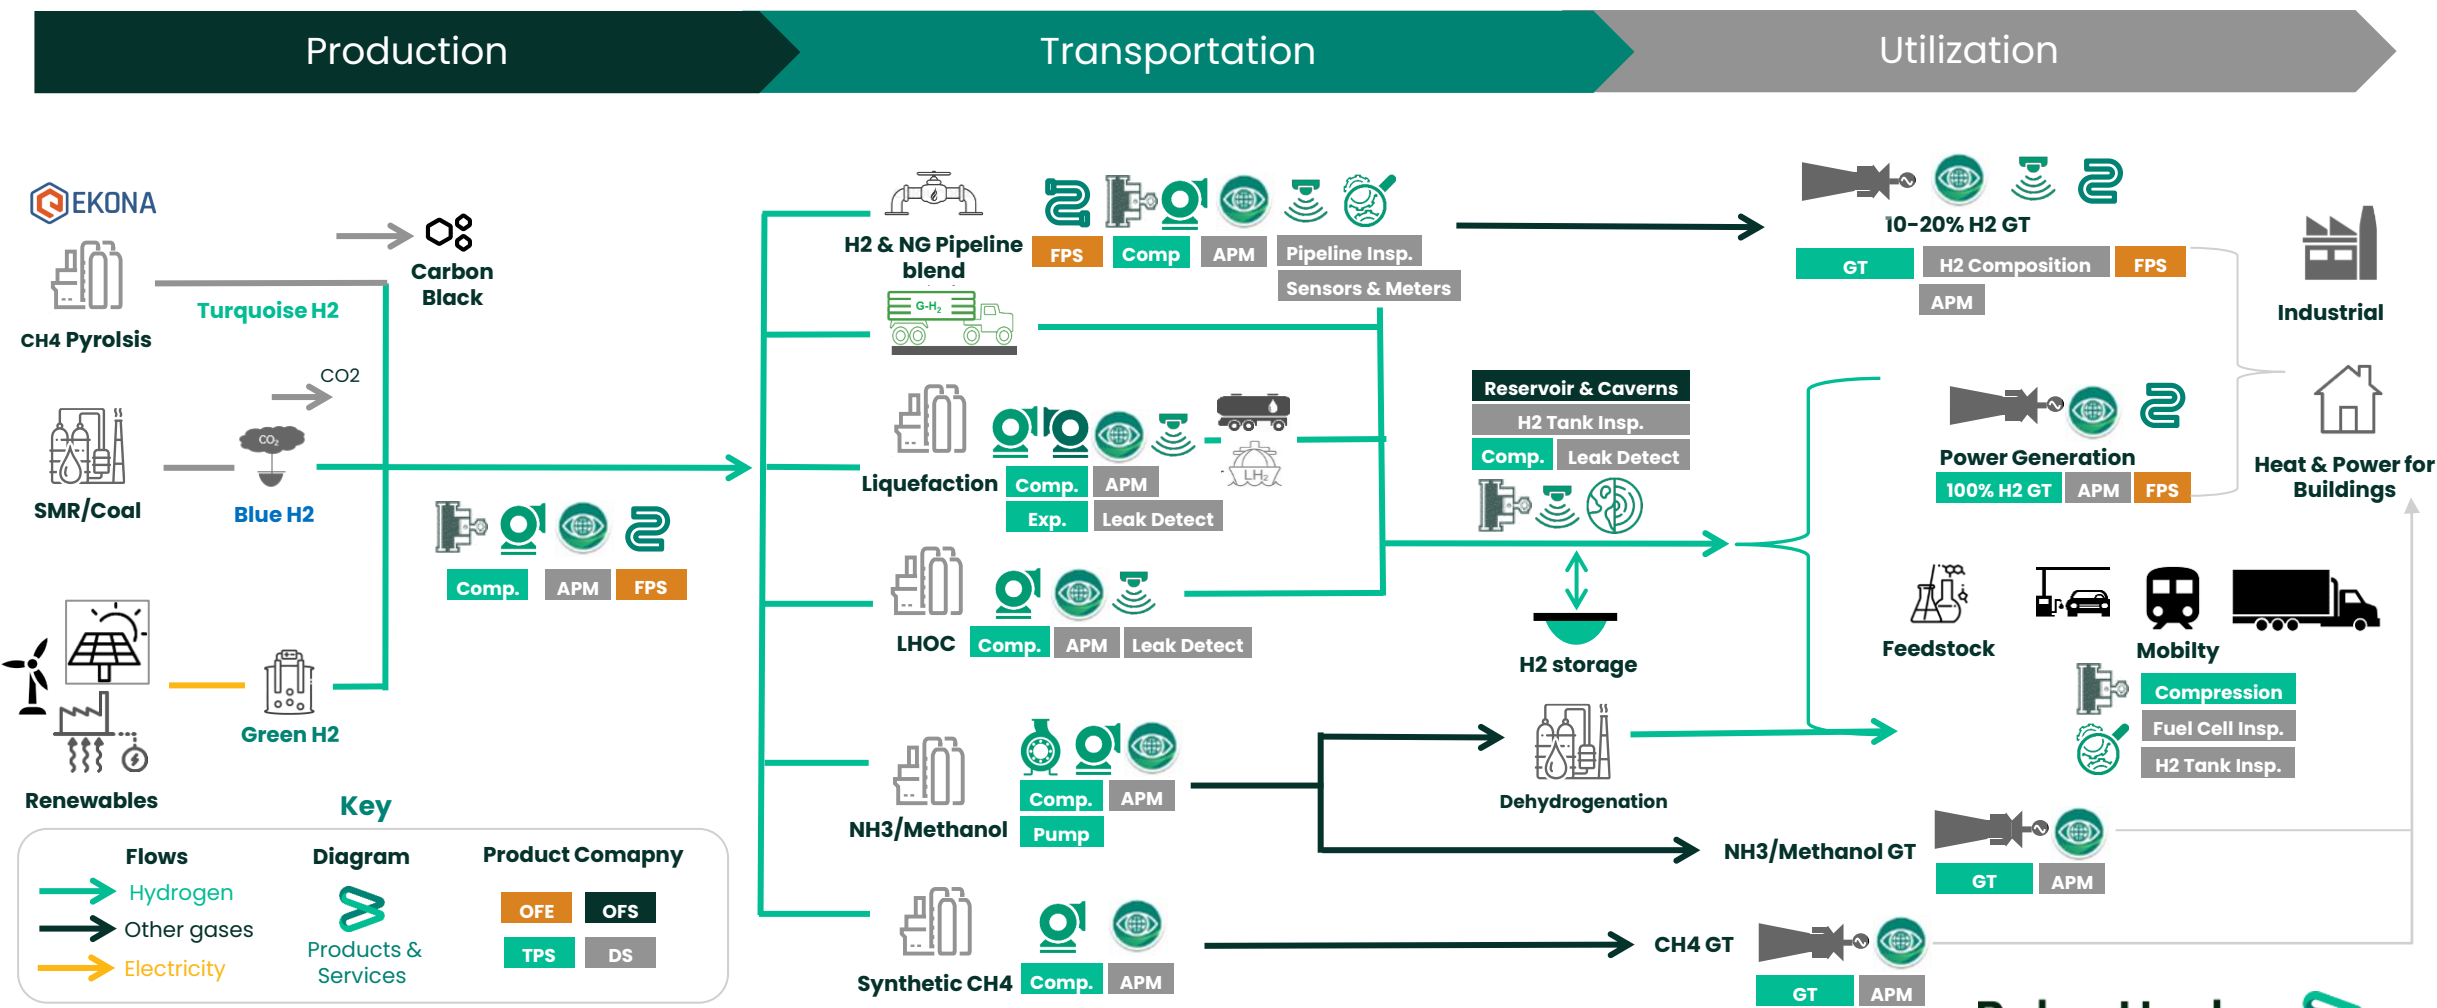 Production
Transportation
Utilization
EKONA
CH4 Pyrolsis
Turquoise H2
Carbon
Black
CO2
SMR/Coal
CO₂
Blue H2
Renewables
Green H2
Comp.
APM
FPS
H2 & NG Pipeline
blend
FPS
Comp
APM
Pipeline Insp.
Sensors & Meters
G-H₂
Liquefaction
Comp.
APM
Exp.
Leak Detect
LH₂
LHOC
Comp.
APM
Leak Detect
NH3/Methanol
Comp.
APM
Pump
Synthetic CH4
Comp.
APM
Reservoir & Caverns
H2 Tank Insp.
Comp.
Leak Detect
H2 storage
Dehydrogenation
10-20% H2 GT
GT
H2 Composition
FPS
APM
Industrial
Power Generation
100% H2 GT
APM
FPS
Heat & Power for
Buildings
Feedstock
Mobilty
Compression
Fuel Cell Insp.
H2 Tank Insp.
NH3/Methanol GT
GT
APM
CH4 GT
GT
APM
Key
Flows
Hydrogen
Other gases
Electricity
Diagram
Products &
Services
Product Comapny
OFE
OFS
TPS
DS